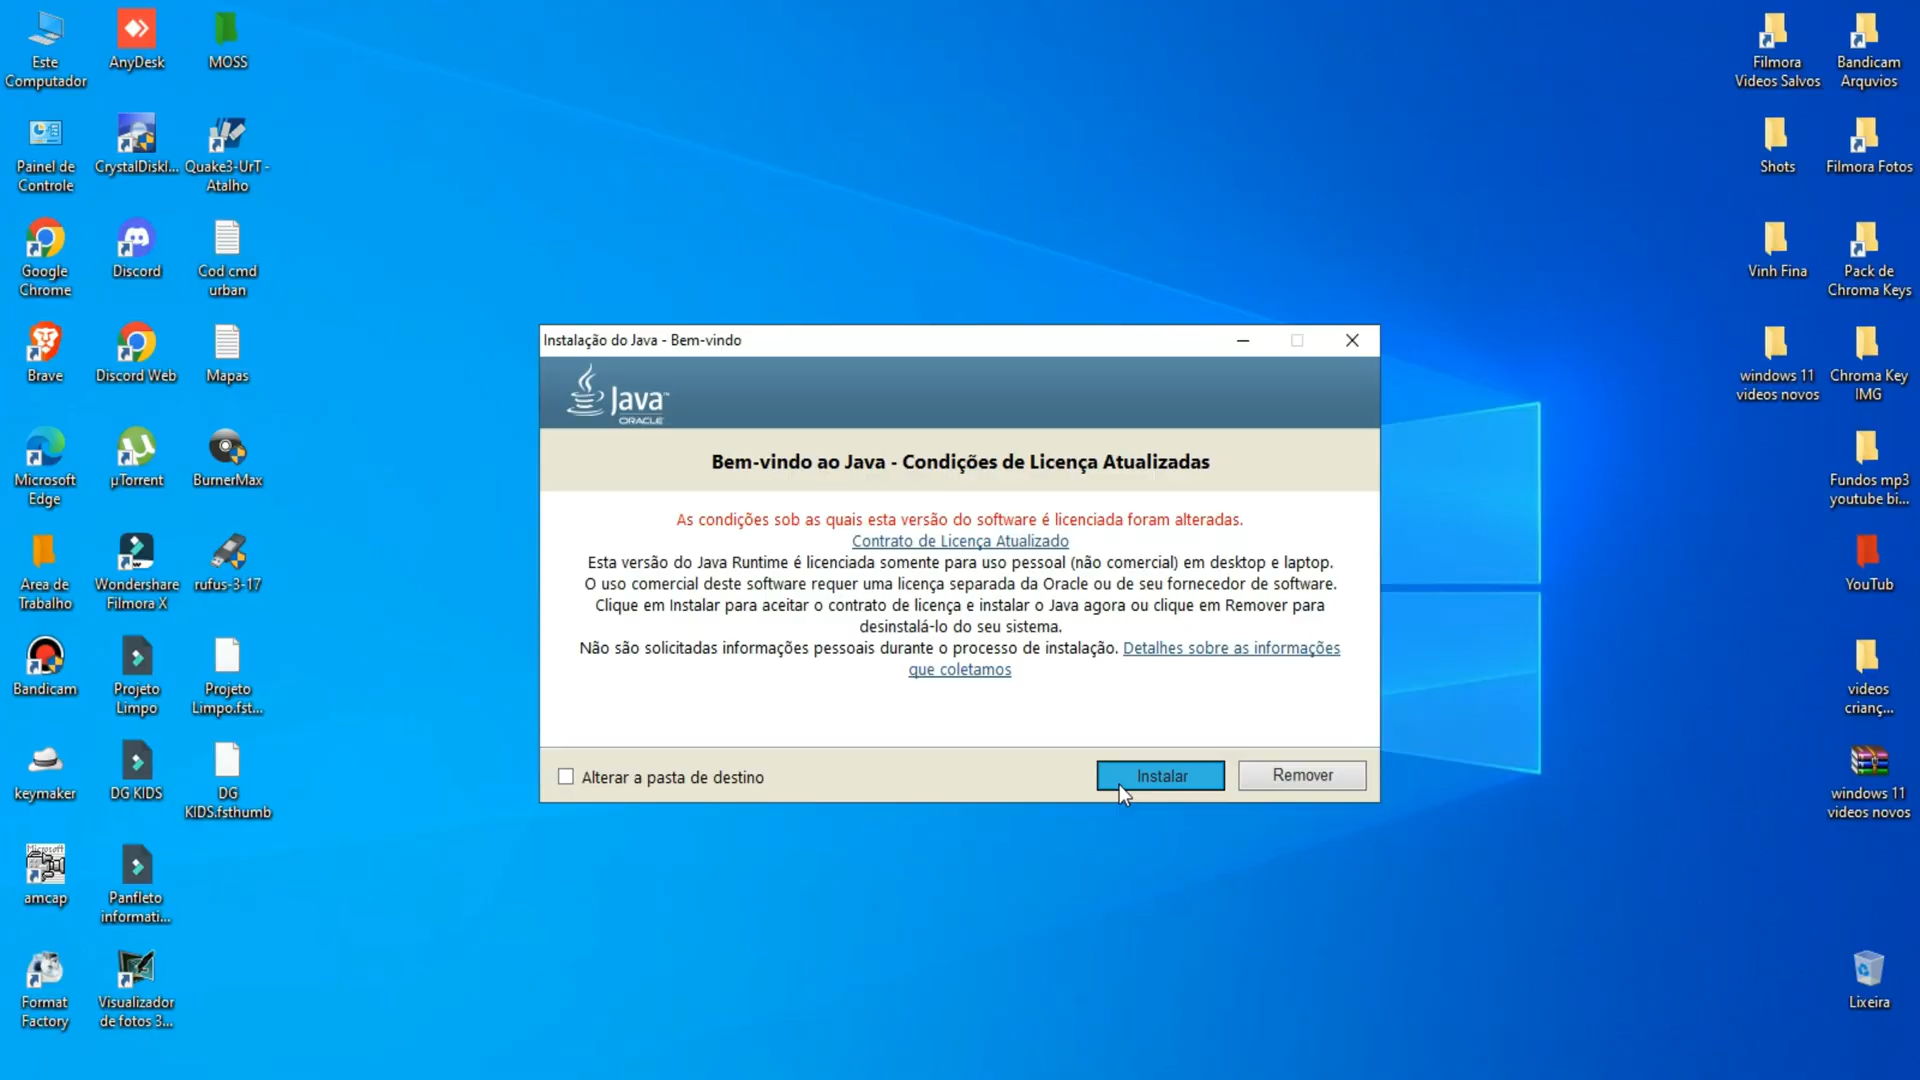 Este
Computador
AnyDesk
MOSS
Painel de
Controle
CrystalDiskI...
Quake3-UrT -
Atalho
Google
Chrome
Discord
Cod cmd
urban
Brave
Discord Web
Mapas
Microsoft
Edge
µTorrent
BurnerMax
Area de
Trabalho
Wondershare
Filmora X
rufus-3-17
Bandicam
Projeto
Limpo
Projeto
Limpo.fst...
keymaker
DG KIDS
DG
KIDS.fsthumb
Microsoft
amcap
Panfleto
informati...
Format
Factory
Visualizador
de fotos 3...
Instalação do Java - Bem-vindo
Java™
ORACLE
Bem-vindo ao Java - Condições de Licença Atualizadas
As condições sob as quais esta versão do software é licenciada foram alteradas.
Contrato de Licença Atualizado
Esta versão do Java Runtime é licenciada somente para uso pessoal (não comercial) em desktop e laptop.
O uso comercial deste software requer uma licença separada da Oracle ou de seu fornecedor de software.
Clique em Instalar para aceitar o contrato de licença e instalar o Java agora ou clique em Remover para
desinstalá-lo do seu sistema.
Não são solicitadas informações pessoais durante o processo de instalação. Detalhes sobre as informações
que coletamos
Alterar a pasta de destino
Instalar
Remover
Filmora
Videos Salvos
Bandicam
Arquvios
Shots
Filmora Fotos
Vinh Fina
Pack de
Chroma Keys
windows 11
videos novos
Chroma Key
IMG
Fundos mp3
youtube bi...
YouTub
videos
crianç...
windows 11
videos novos
Lixeira